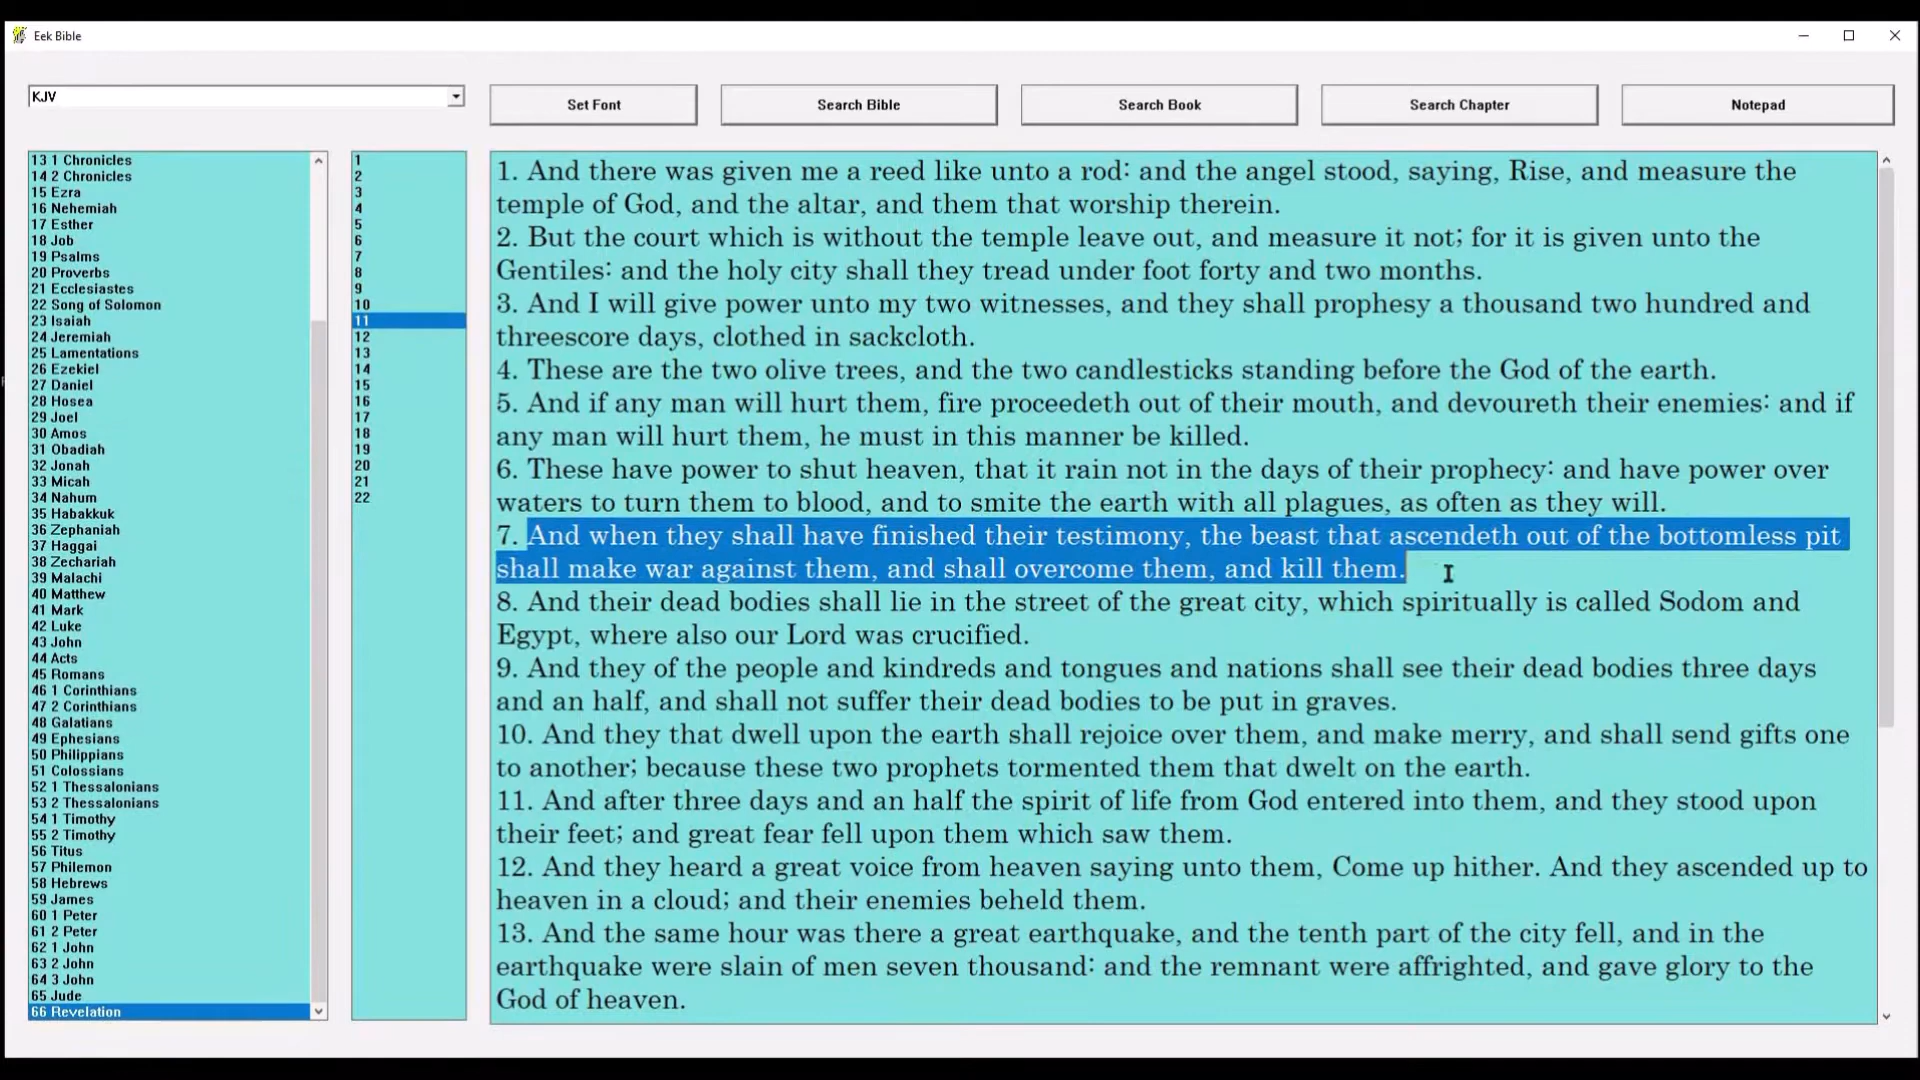 Eek Bible
KJV
Set Font
Search Bible
Search Book
Search Chapter
Notepad
13 1 Chronicles
14 2 Chronicles
15 Ezra
16 Nehemiah
17 Esther
18 Job
19 Psalms
20 Proverbs
21 Ecclesiastes
22 Song of Solomon
23 Isaiah
24 Jeremiah
25 Lamentations
26 Ezekiel
27 Daniel
28 Hosea
29 Joel
30 Amos
31 Obadiah
32 Jonah
33 Micah
34 Nahum
35 Habakkuk
36 Zephaniah
37 Haggai
38 Zechariah
39 Malachi
40 Matthew
41 Mark
42 Luke
43 John
44 Acts
45 Romans
46 1 Corinthians
47 2 Corinthians
48 Galatians
49 Ephesians
50 Philippians
51 Colossians
52 1 Thessalonians
53 2 Thessalonians
54 1 Timothy
55 2 Timothy
56 Titus
57 Philemon
58 Hebrews
59 James
60 1 Peter
61 2 Peter
62 1 John
63 2 John
64 3 John
65 Jude
66 Revelation
1
2
3
4
5
6
7
8
9
10
11
12
13
14
15
16
17
18
19
20
21
22
1. And there was given me a reed like unto a rod: and the angel stood, saying, Rise, and measure the
temple of God, and the altar, and them that worship therein.
2. But the court which is without the temple leave out, and measure it not; for it is given unto the
Gentiles: and the holy city shall they tread under foot forty and two months.
3. And I will give power unto my two witnesses, and they shall prophesy a thousand two hundred and
threescore days, clothed in sackcloth.
4. These are the two olive trees, and the two candlesticks standing before the God of the earth.
5. And if any man will hurt them, fire proceedeth out of their mouth, and devoureth their enemies: and if
any man will hurt them, he must in this manner be killed.
6. These have power to shut heaven, that it rain not in the days of their prophecy: and have power over
waters to turn them to blood, and to smite the earth with all plagues, as often as they will.
7. And when they shall have finished their testimony, the beast that ascendeth out of the bottomless pit
shall make war against them, and shall overcome them, and kill them.
8. And their dead bodies shall lie in the street of the great city, which spiritually is called Sodom and
Egypt, where also our Lord was crucified.
9. And they of the people and kindreds and tongues and nations shall see their dead bodies three days
and an half, and shall not suffer their dead bodies to be put in graves.
10. And they that dwell upon the earth shall rejoice over them, and make merry, and shall send gifts one
to another; because these two prophets tormented them that dwelt on the earth.
11. And after three days and an half the spirit of life from God entered into them, and they stood upon
their feet; and great fear fell upon them which saw them.
12. And they heard a great voice from heaven saying unto them, Come up hither. And they ascended up to
heaven in a cloud; and their enemies beheld them.
13. And the same hour was there a great earthquake, and the tenth part of the city fell, and in the
earthquake were slain of men seven thousand: and the remnant were affrighted, and gave glory to the
God of heaven.